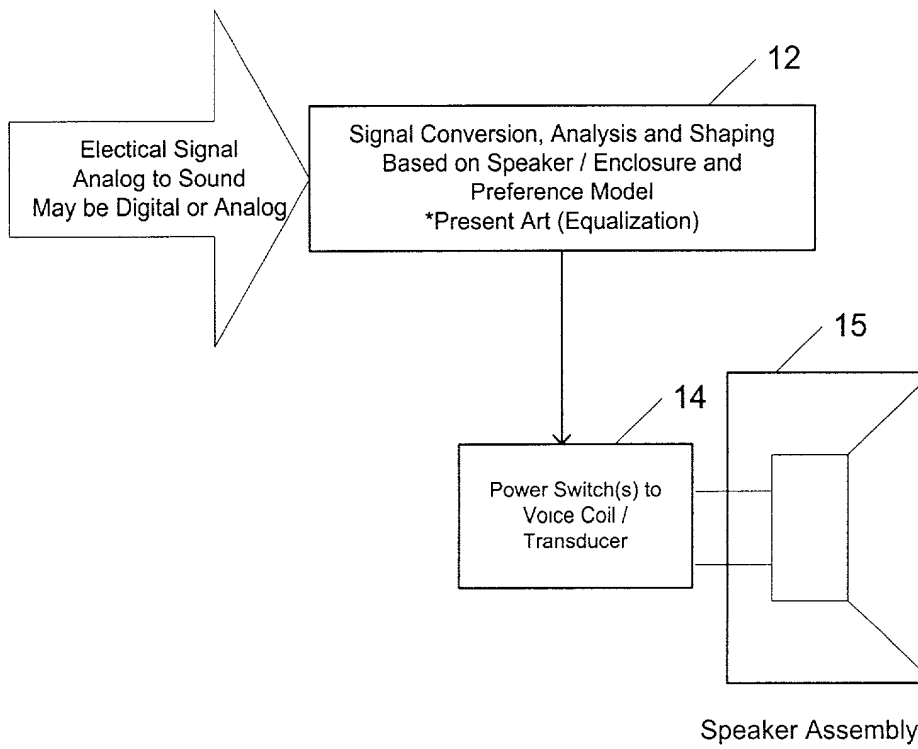 12
Electical Signal
Analog to Sound
May be Digital or Analog
Signal Conversion, Analysis and Shaping
Based on Speaker / Enclosure and
Preference Model
*Present Art (Equalization)
15
14
Power Switch(s) to
Voice Coil /
Transducer
Speaker Assembly